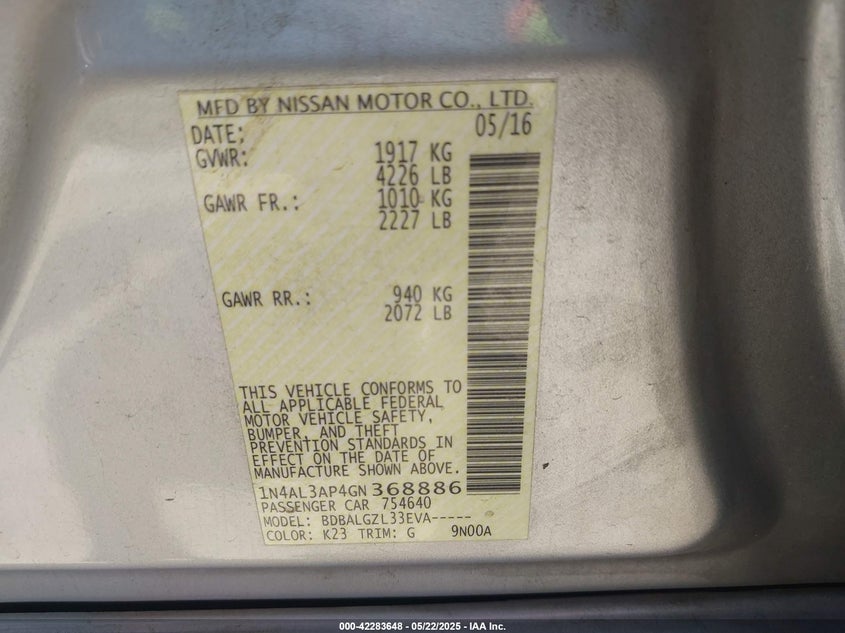 MFD BY NISSAN MOTOR CO., LTD.
DATE: 05/16
GVWR: 1917 KG
4226 LB
GAWR FR.: 1010 KG
2227 LB
GAWR RR.: 940 KG
2072 LB
THIS VEHICLE CONFORMS TO
ALL APPLICABLE FEDERAL
MOTOR VEHICLE SAFETY,
BUMPER, AND THEFT
PREVENTION STANDARDS IN
EFFECT ON THE DATE OF
MANUFACTURE SHOWN ABOVE.
1N4AL3AP4GN368886
PASSENGER CAR 754640
MODEL: BDBALGZL33EVA-----
COLOR: K23 TRIM: G 9N00A
000-42283648 - 05/22/2025 - IAA Inc.